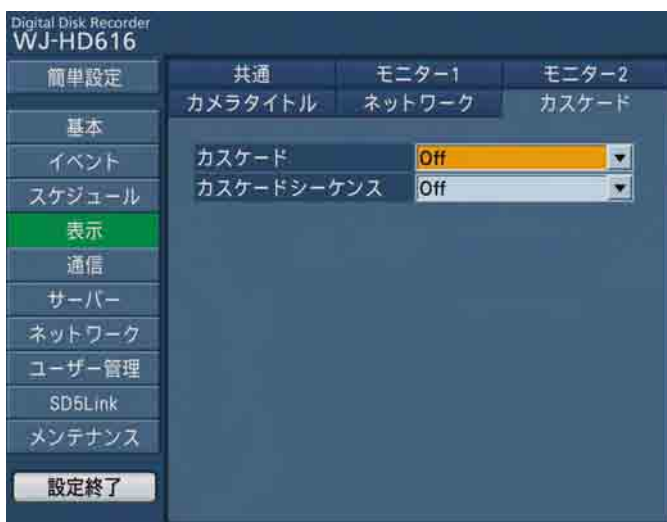 Digital Disk Recorder
WJ-HD616
簡単設定
基本
イベント
スケジュール
表示
通信
サーバー
ネットワーク
ユーザー管理
SD5Link
メンテナンス
設定終了
共通 モニター1 モニター2
カメラタイトル ネットワーク カスケード
カスケード Off
カスケードシーケンス Off